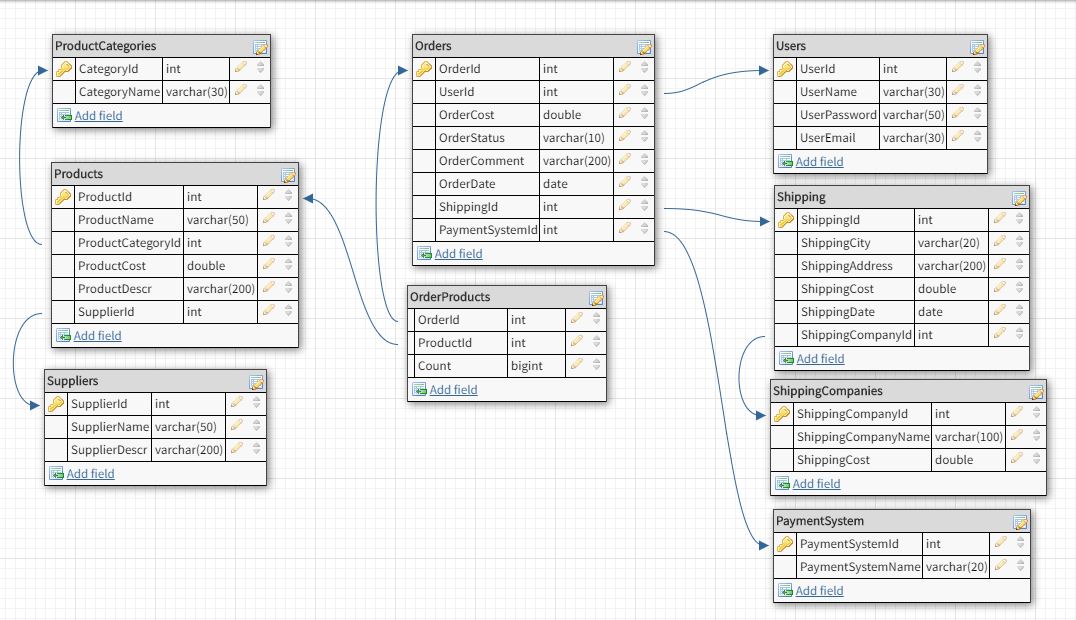 ProductCategories
CategoryId int
CategoryName varchar(30)
Add field
Products
ProductId int
ProductName varchar(50)
ProductCategoryId int
ProductCost double
ProductDescr varchar(200)
SupplierId int
Add field
Suppliers
SupplierId int
SupplierName varchar(50)
SupplierDescr varchar(200)
Add field
Orders
OrderId int
UserId int
OrderCost double
OrderStatus varchar(10)
OrderComment varchar(200)
OrderDate date
ShippingId int
PaymentSystemId int
Add field
OrderProducts
OrderId int
ProductId int
Count bigint
Add field
Users
UserId int
UserName varchar(30)
UserPassword varchar(50)
UserEmail varchar(30)
Add field
Shipping
ShippingId int
ShippingCity varchar(20)
ShippingAddress varchar(200)
ShippingCost double
ShippingDate date
ShippingCompanyId int
Add field
ShippingCompanies
ShippingCompanyId int
ShippingCompanyName varchar(100)
ShippingCost double
Add field
PaymentSystem
PaymentSystemId int
PaymentSystemName varchar(20)
Add field